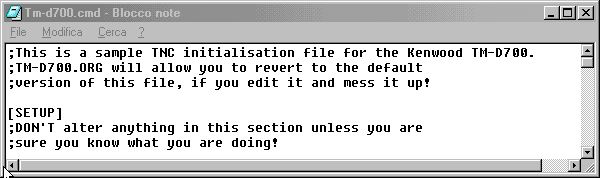 Tm-d700.cmd - Blocco note
File Modifica Cerca ?
;This is a sample TNC initialisation file for the Kenwood TM-D700.
;TM-D700.ORG will allow you to revert to the default
;version of this file, if you edit it and mess it up!
[SETUP]
;DON'T alter anything in this section unless you are
;sure you know what you are doing!